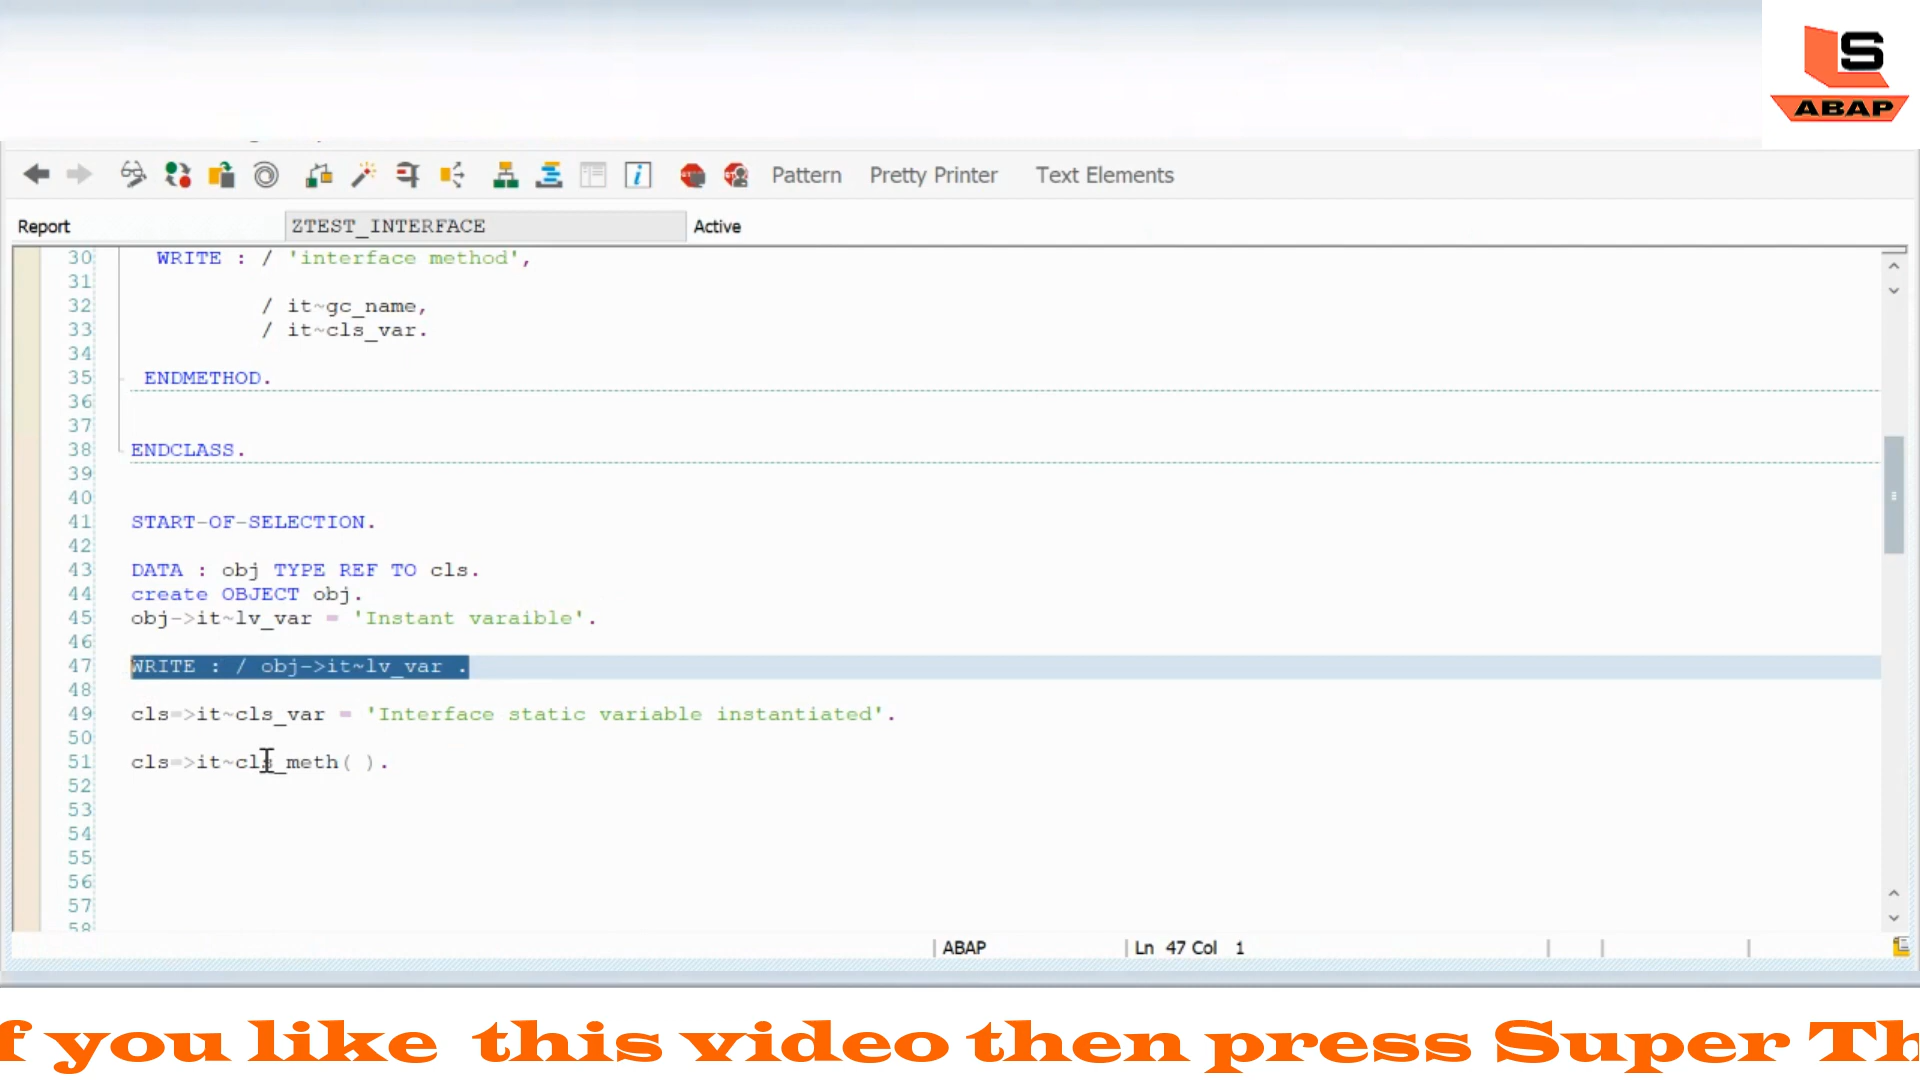 LS
ABAP
Pattern Pretty Printer Text Elements
Report ZTEST_INTERFACE Active
30 WRITE : / 'interface method',
31
32 / it~gc_name,
33 / it~cls_var.
34
35 ENDMETHOD.
36
37
38 ENDCLASS.
39
40
41 START-OF-SELECTION.
42
43 DATA : obj TYPE REF TO cls.
44 create OBJECT obj.
45 obj->it~lv_var = 'Instant varaible'.
46
47 WRITE : / obj->it~lv_var .
48
49 cls=>it~cls_var = 'Interface static variable instantiated'.
50
51 cls=>it~cls_meth( ).
52
53
54
55
56
57
58
ABAP Ln 47 Col 1
f you like this video then press Super Th